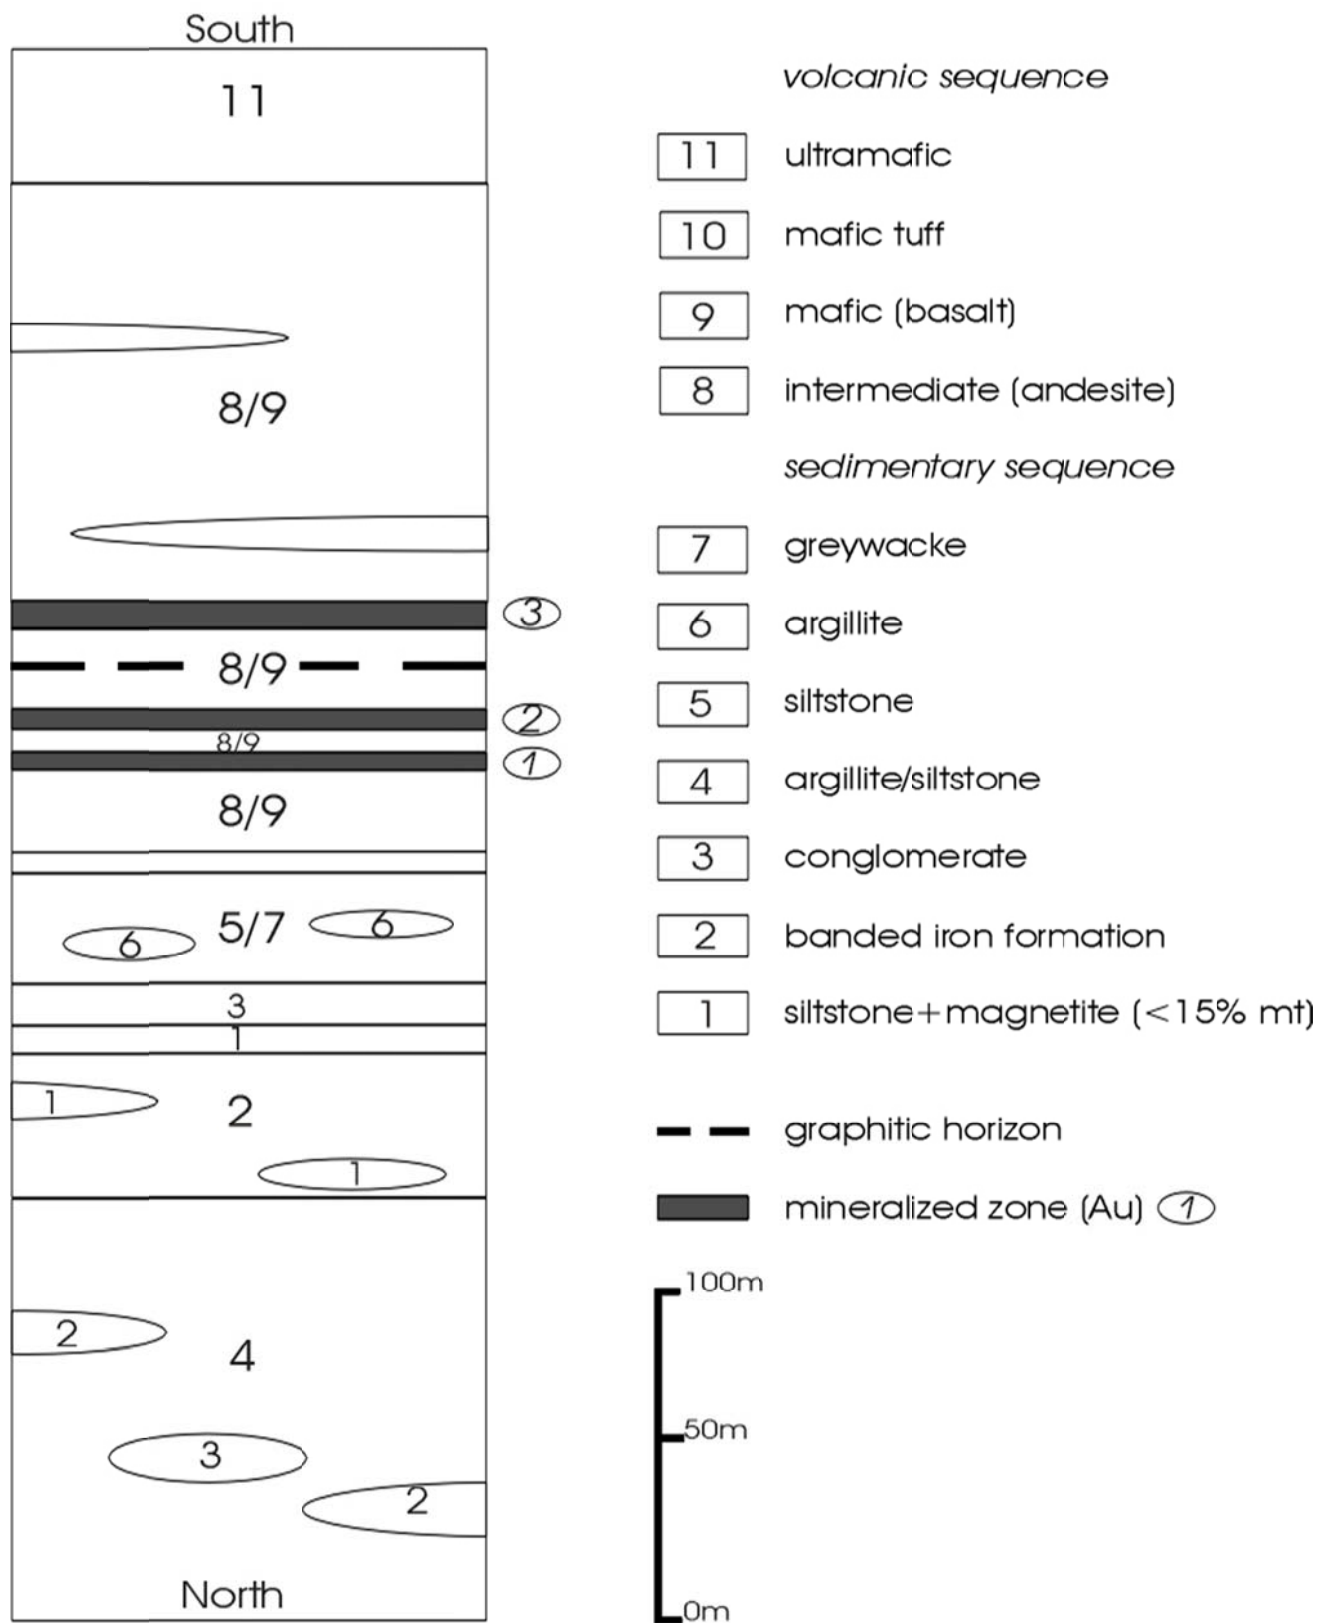 South
11
8/9
3
8/9
2
8/9
1
8/9
5/7
6
6
3
1
1
2
1
2
4
3
2
North
volcanic sequence
11 ultramafic
10 mafic tuff
9 mafic (basalt)
8 intermediate (andesite)
sedimentary sequence
7 greywacke
6 argillite
5 siltstone
4 argillite/siltstone
3 conglomerate
2 banded iron formation
1 siltstone+magnetite (<15% mt)
graphitic horizon
mineralized zone (Au) 1
100m
50m
0m